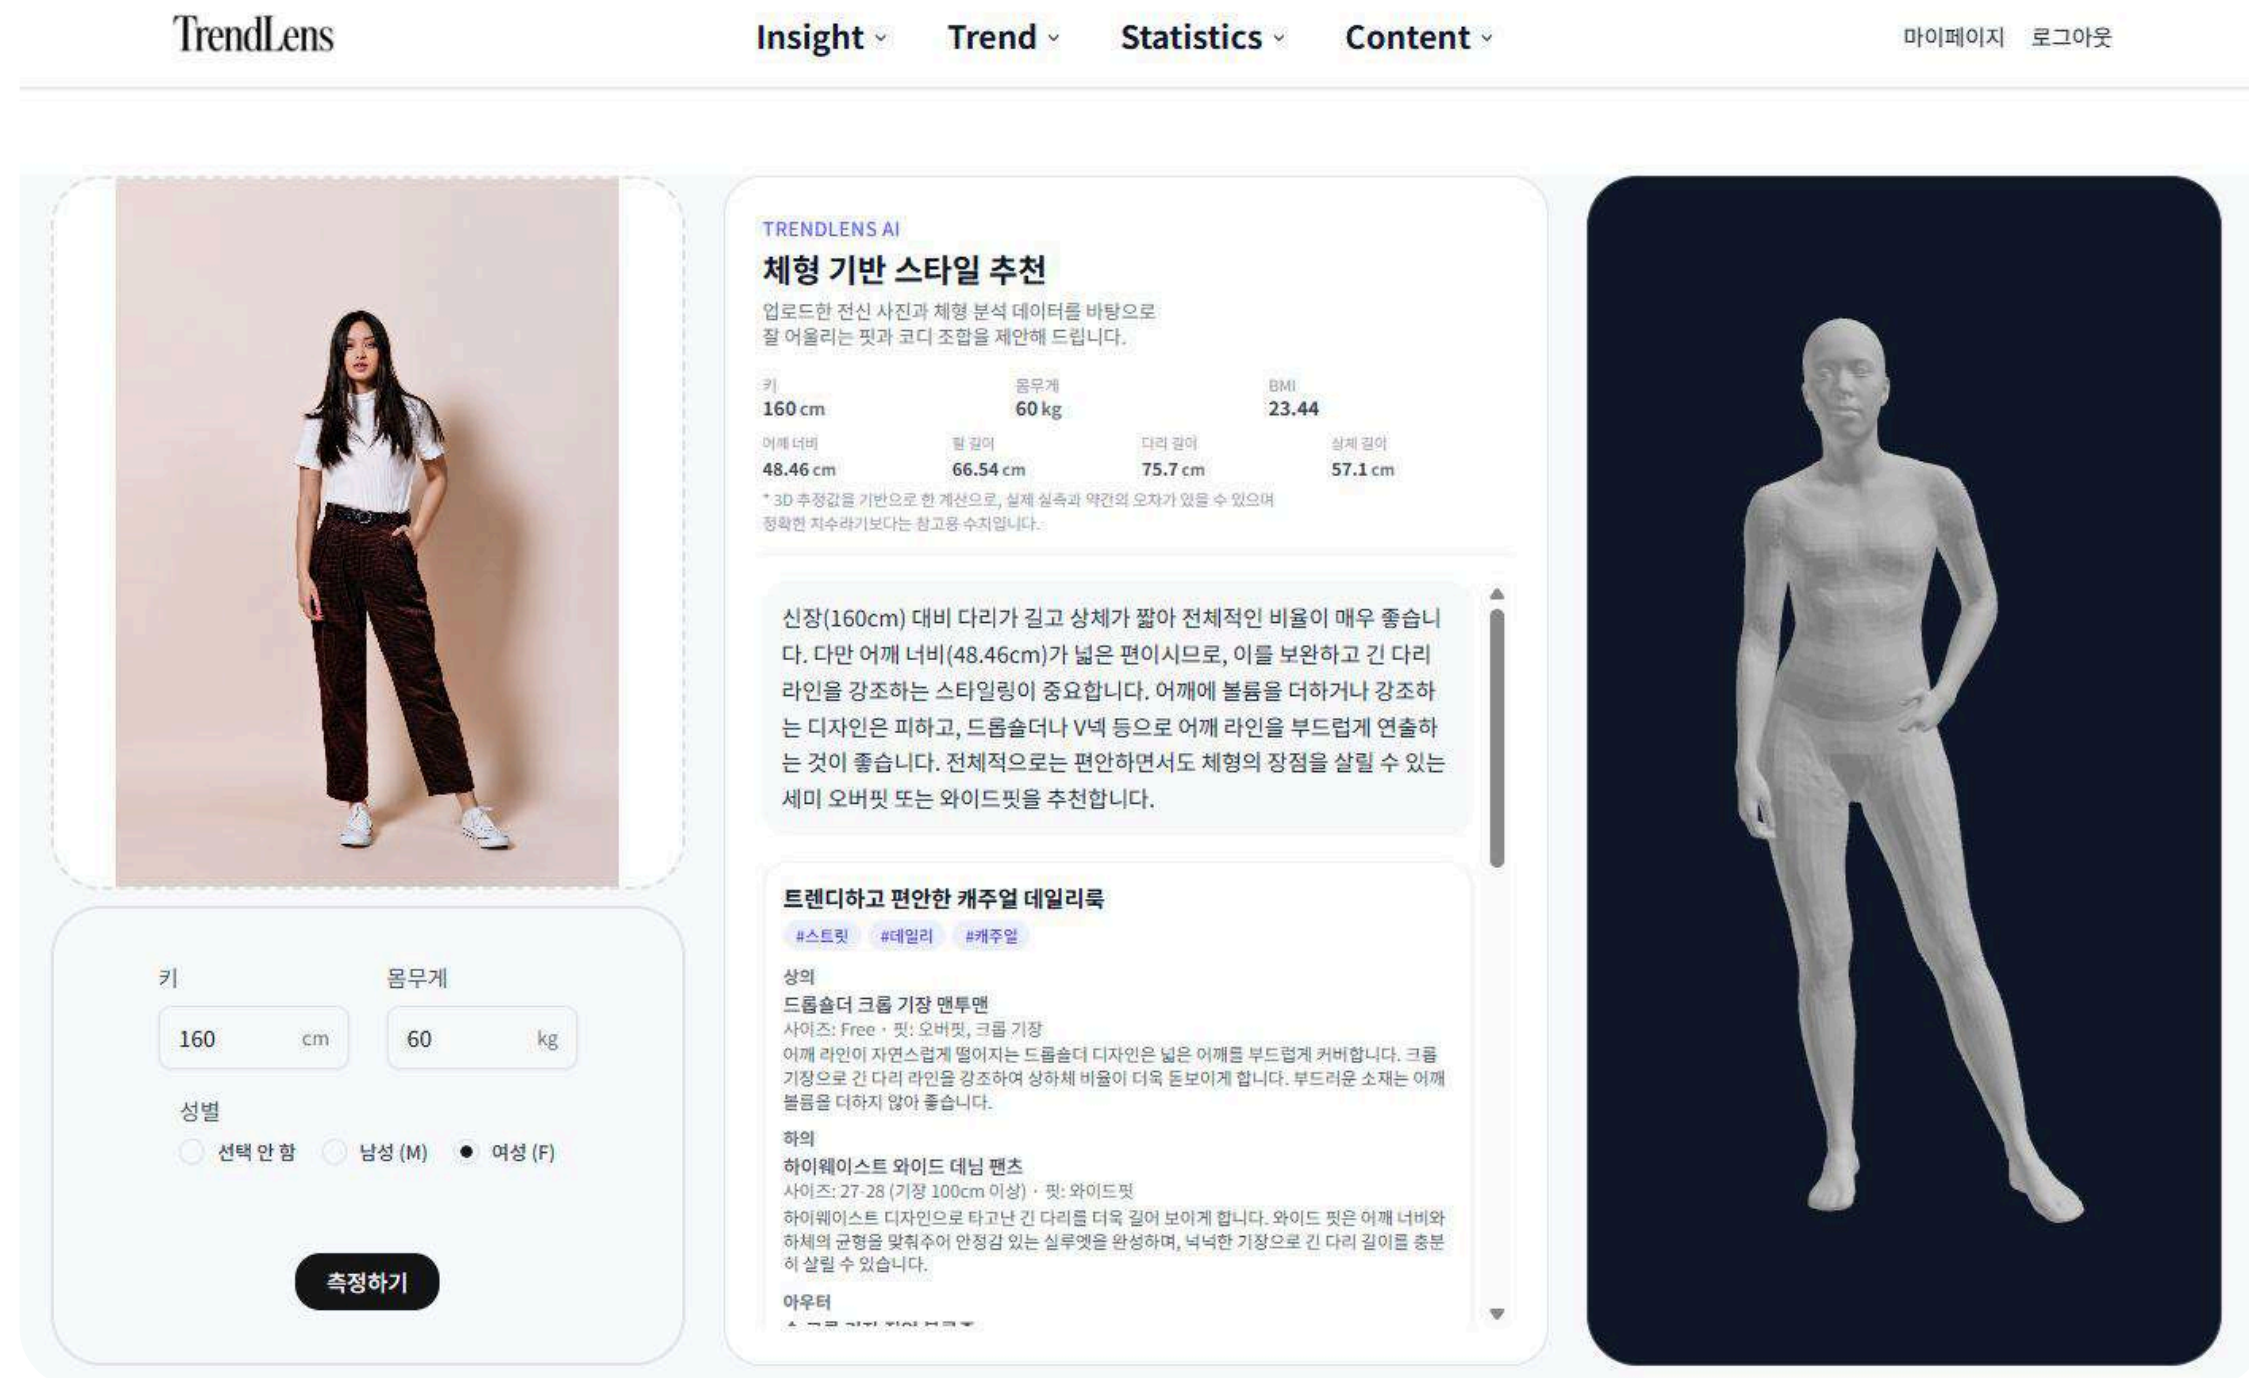 TrendLens
Insight
Trend
Statistics
Content
마이페이지
로그아웃
키
몸무게
160 cm
60 kg
성별
선택 안 함
남성 (M)
여성 (F)
측정하기
TRENDLENS AI
체형 기반 스타일 추천
업로드한 전신 사진과 체형 분석 데이터를 바탕으로
잘 어울리는 핏과 코디 조합을 제안해 드립니다.
키
몸무게
BMI
160 cm
60 kg
23.44
어깨 너비
팔 길이
다리 길이
상체 길이
48.46 cm
66.54 cm
75.7 cm
57.1 cm
* 3D 추정값을 기반으로 한 계산으로, 실제 실측과 약간의 오차가 있을 수 있으며
정확한 치수라기보다는 참고용 수치입니다.
신장(160cm) 대비 다리가 길고 상체가 짧아 전체적인 비율이 매우 좋습니
다. 다만 어깨 너비(48.46cm)가 넓은 편이시므로, 이를 보완하고 긴 다리
라인을 강조하는 스타일링이 중요합니다. 어깨에 볼륨을 더하거나 강조하
는 디자인은 피하고, 드롭숄더나 V넥 등으로 어깨 라인을 부드럽게 연출하
는 것이 좋습니다. 전체적으로는 편안하면서도 체형의 장점을 살릴 수 있는
세미 오버핏 또는 와이드핏을 추천합니다.
트렌디하고 편안한 캐주얼 데일리룩
#스트릿 #데일리 #캐주얼
상의
드롭숄더 크롭 기장 맨투맨
사이즈: Free · 핏: 오버핏, 크롭 기장
어깨 라인이 자연스럽게 떨어지는 드롭숄더 디자인은 넓은 어깨를 부드럽게 커버합니다. 크롭
기장으로 긴 다리 라인을 강조하여 상하체 비율이 더욱 돋보이게 합니다. 부드러운 소재는 어깨
볼륨을 더하지 않아 좋습니다.
하의
하이웨이스트 와이드 데님 팬츠
사이즈: 27-28 (기장 100cm 이상) · 핏: 와이드핏
하이웨이스트 디자인으로 타고난 긴 다리를 더욱 길어 보이게 합니다. 와이드 핏은 어깨 너비와
하체의 균형을 맞춰주어 안정감 있는 실루엣을 완성하며, 넉넉한 기장으로 긴 다리 길이를 충분
히 살릴 수 있습니다.
아우터